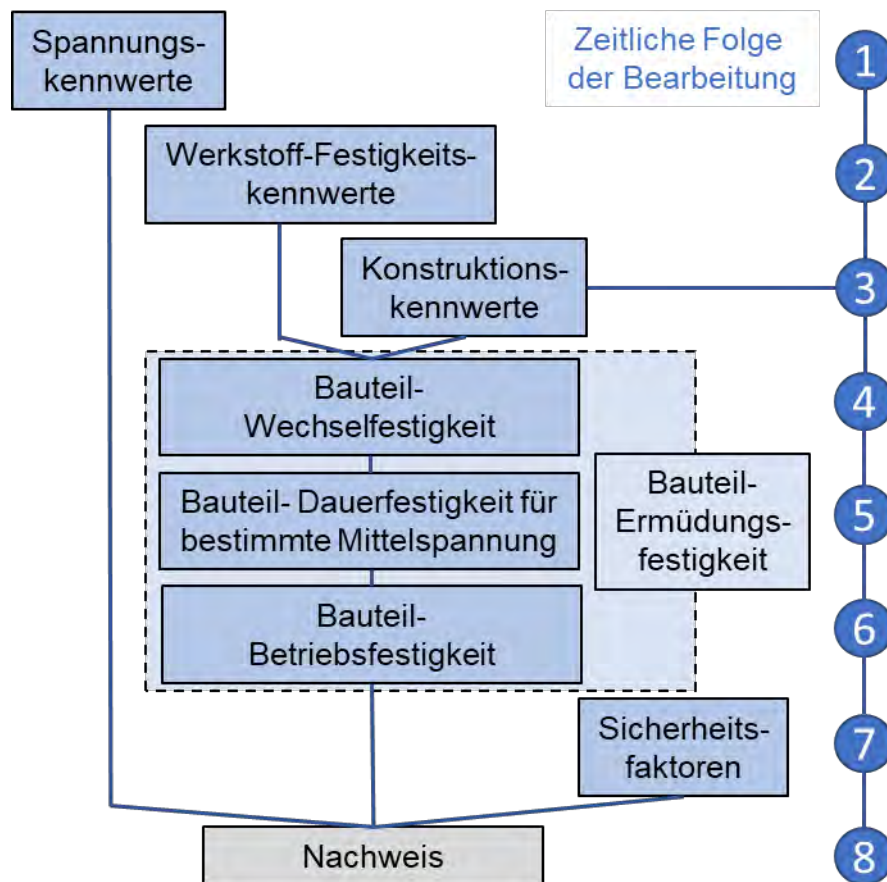 Spannungs-
kennwerte
Zeitliche Folge
der Bearbeitung
1
Werkstoff-Festigkeits-
kennwerte
2
Konstruktions-
kennwerte
3
Bauteil-
Wechselfestigkeit
4
Bauteil- Dauerfestigkeit für
bestimmte Mittelspannung
Bauteil-
Ermüdungs-
festigkeit
5
Bauteil-
Betriebsfestigkeit
6
Sicherheits-
faktoren
7
Nachweis
8